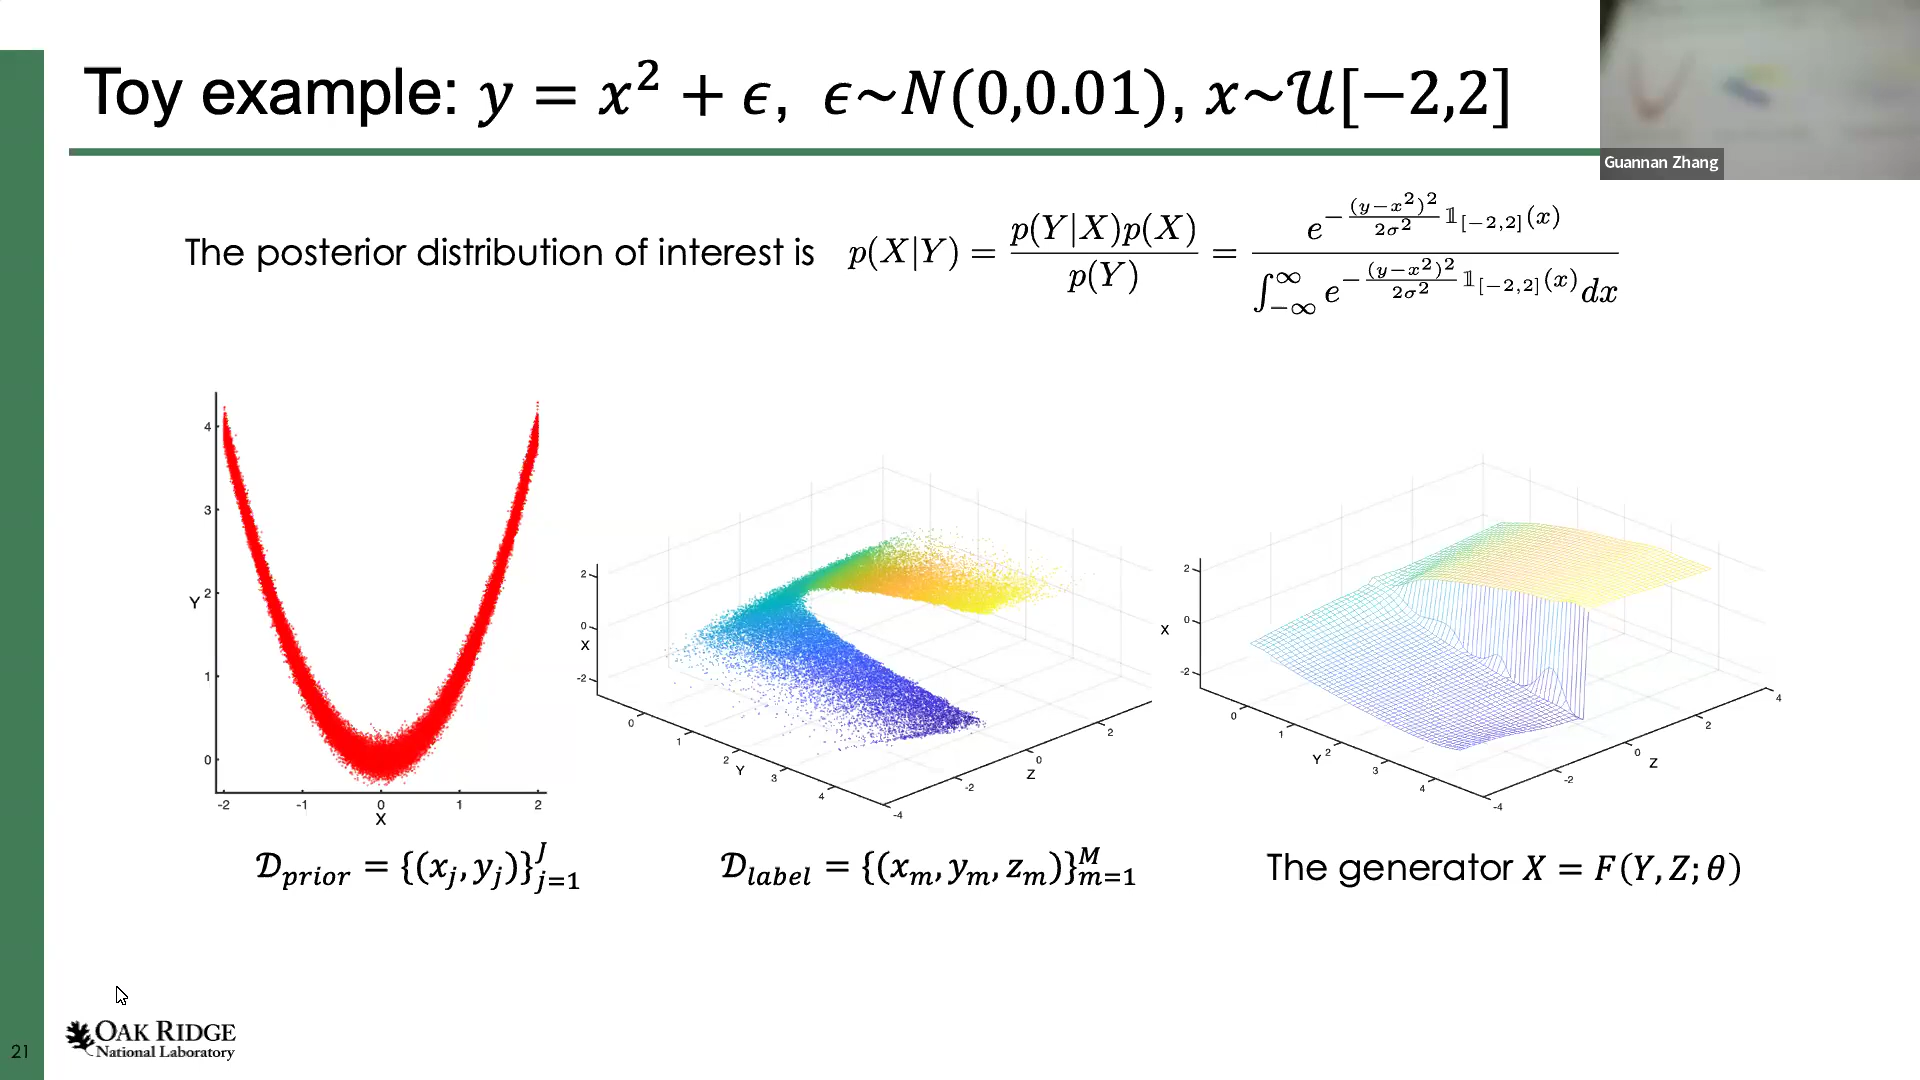 Toy example: 𝑦 = 𝑥² + 𝜖, 𝜖~𝑁(0,0.01), 𝑥~𝒰[−2,2]
Guannan Zhang
The posterior distribution of interest is p(X|Y) = p(Y|X)p(X) / p(Y) = e^{−(y−x²)²/2σ² 𝟙_{[−2,2]}(x)} / ∫_{−∞}^{∞} e^{−(y−x²)²/2σ² 𝟙_{[−2,2]}(x)} dx
4
3
Y 2
1
0
-2 -1 0 1 2
X
2
0
X
-2
0
1
2
Y
3
4
-4
-2
0
Z
2
2
X
0
-2
0
1
Y 2
3
4
-4
-2
0
Z
2
4
𝒟_{prior} = {(x_j, y_j)}_{j=1}^{J}
𝒟_{label} = {(x_m, y_m, z_m)}_{m=1}^{M}
The generator X = F(Y, Z; θ)
21
OAK RIDGE
National Laboratory